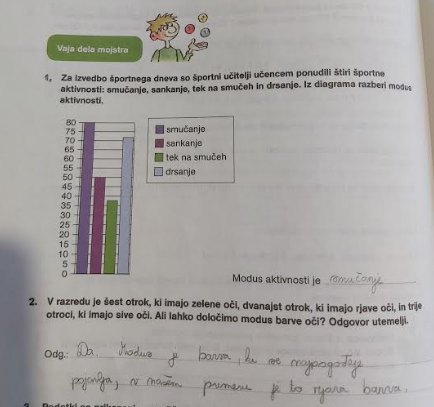 Vaja dela mojstra
1. Za izvedbo športnega dneva so športni učitelji učencem ponudili štiri športne
aktivnosti: smučanje, sankanje, tek na smučeh in drsanje. Iz diagrama razberi modus
aktivnosti.
80
75
70
65
60
55
50
45
40
35
30
25
20
15
10
5
0
smučanje
sankanje
tek na smučeh
drsanje
Modus aktivnosti je smučanje
2. V razredu je šest otrok, ki imajo zelene oči, dvanajst otrok, ki imajo rjave oči, in trije
otroci, ki imajo sive oči. Ali lahko določimo modus barve oči? Odgovor utemelji.
Odg.: Da. Modus je barva, ki se najpogosteje
pojavlja, v našem primeru je to rjava barva.